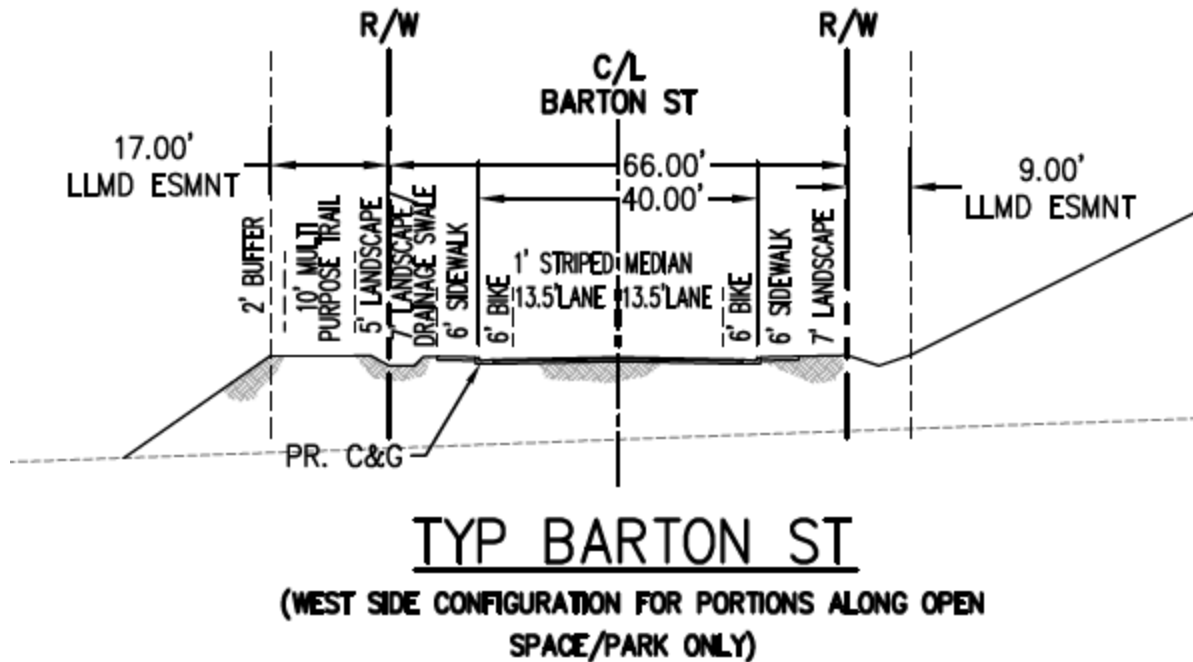 R/W
R/W
C/L
BARTON ST
17.00'
LLMD ESMNT
66.00'
40.00'
9.00'
LLMD ESMNT
2' BUFFER
10' MULTI
PURPOSE TRAIL
5' LANDSCAPE
7' LANDSCAPE/
DRAINAGE SWALE
6' SIDEWALK
6' BIKE
1' STRIPED MEDIAN
13.5'LANE
13.5'LANE
6' BIKE
6' SIDEWALK
7' LANDSCAPE
PR. C&G
TYP BARTON ST
(WEST SIDE CONFIGURATION FOR PORTIONS ALONG OPEN
SPACE/PARK ONLY)